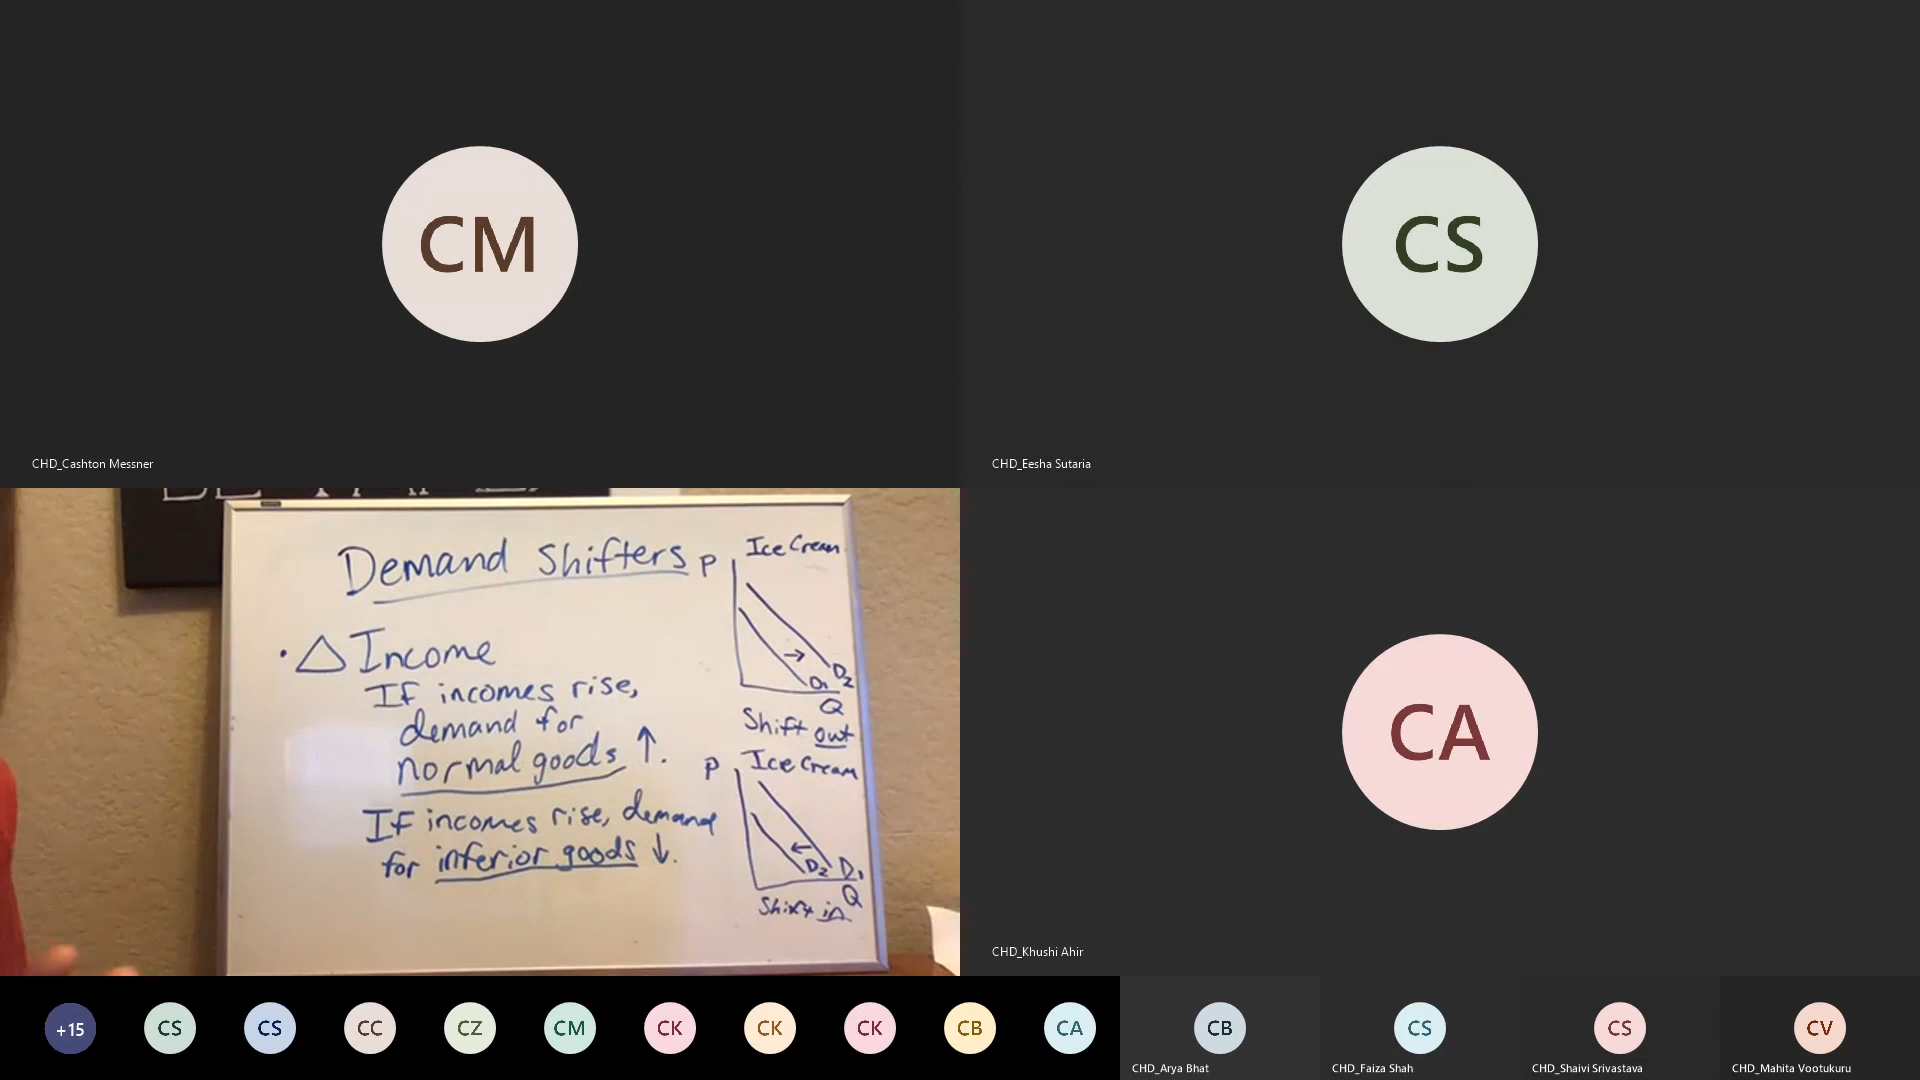 CM
CHD_Cashton Messner
CS
CHD_Eesha Sutaria
Demand Shifters
• △ Income
If incomes rise,
demand for
normal goods ↑.
If incomes rise, demand
for inferior goods ↓.
P
Ice Cream
D₁
D₂
Q
Shift out
P
Ice Cream
D₂
D₁
Q
Shift in
CA
CHD_Khushi Ahir
+15
CS
CS
CC
CZ
CM
CK
CK
CK
CB
CA
CB
CHD_Arya Bhat
CS
CHD_Faiza Shah
CS
CHD_Shaivi Srivastava
CV
CHD_Mahita Vootukuru